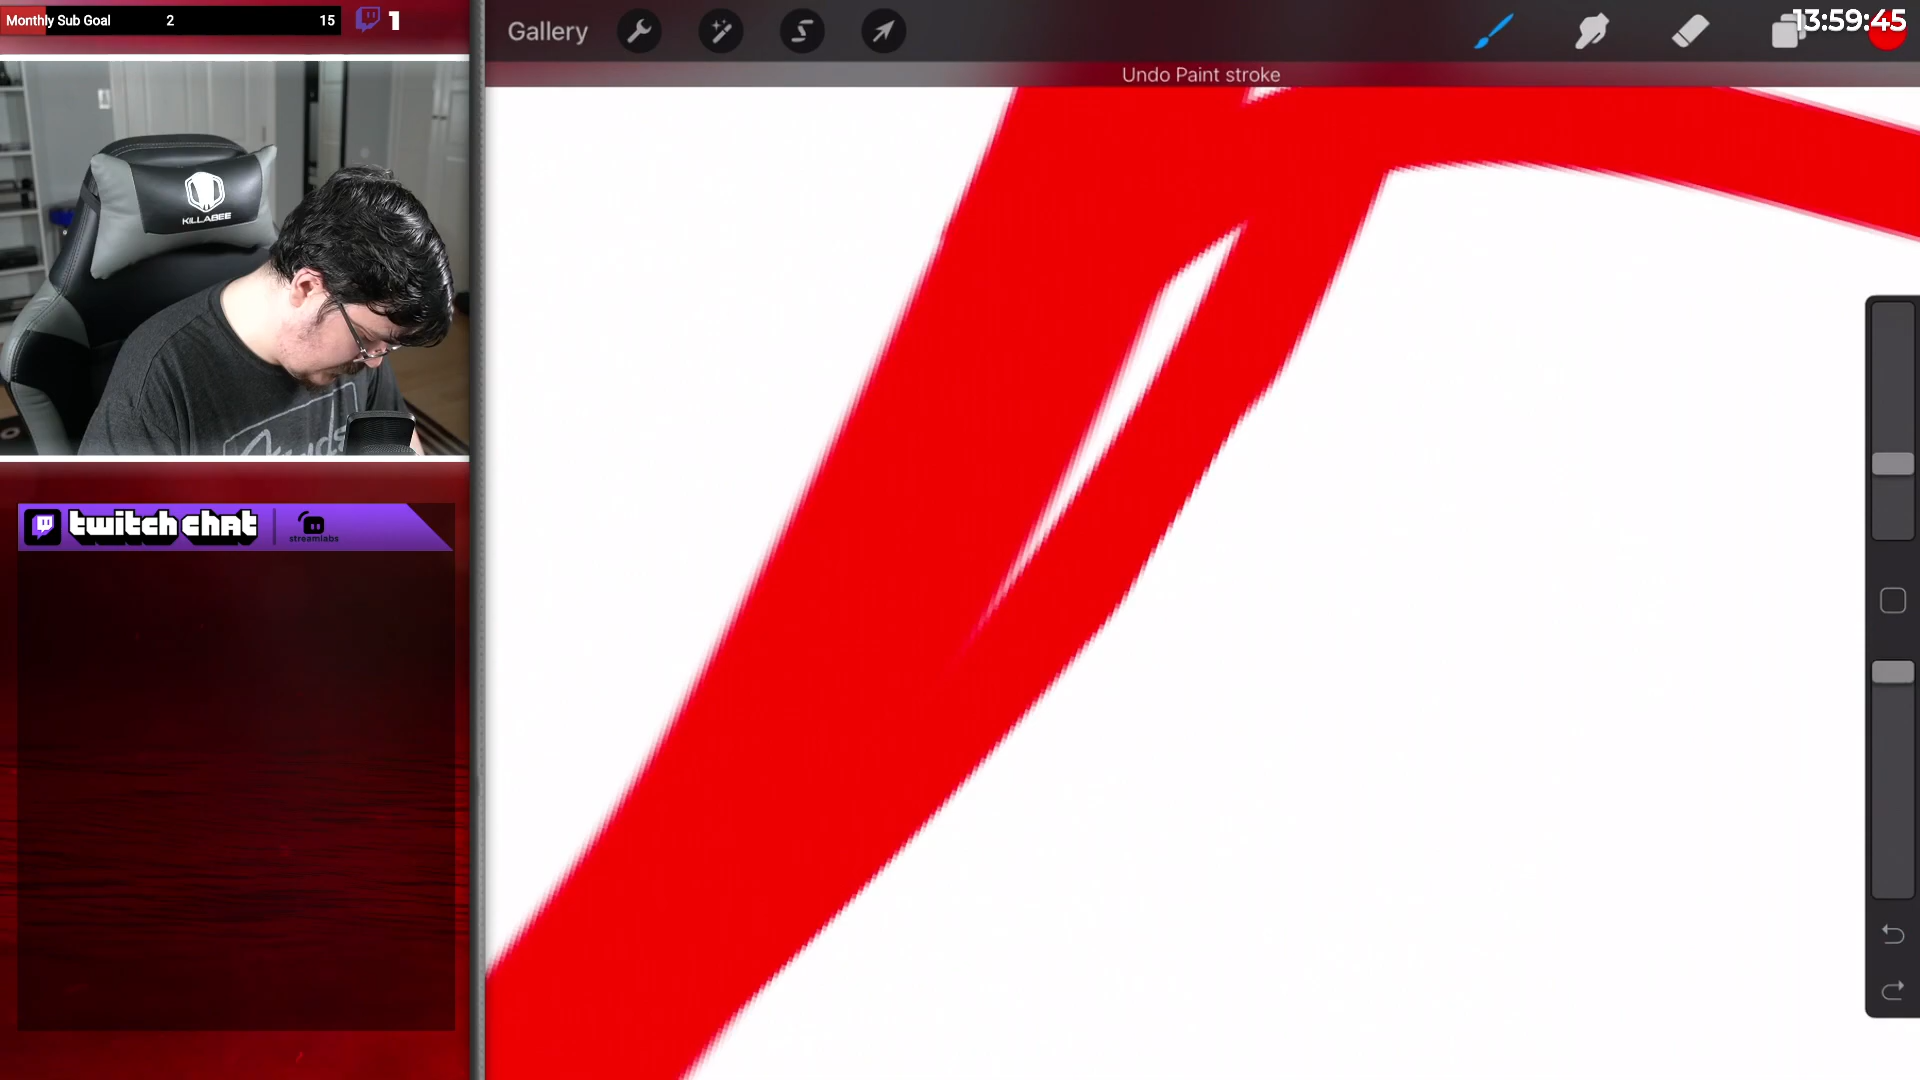 Monthly Sub Goal 2 15
1
Gallery
13:59:45
Undo Paint stroke
KILLABEE
twitch chat
streamlabs